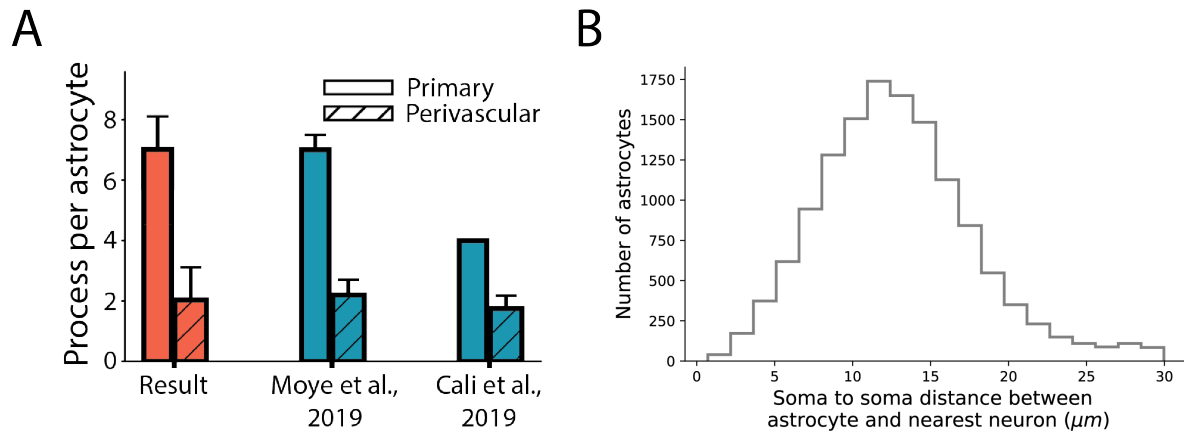 A
Process per astrocyte
8
6
4
2
0
Primary
Perivascular
Result
Moye et al.,
2019
Cali et al.,
2019
B
Number of astrocytes
1750
1500
1250
1000
750
500
250
0
0
5
10
15
20
25
30
Soma to soma distance between
astrocyte and nearest neuron (μm)